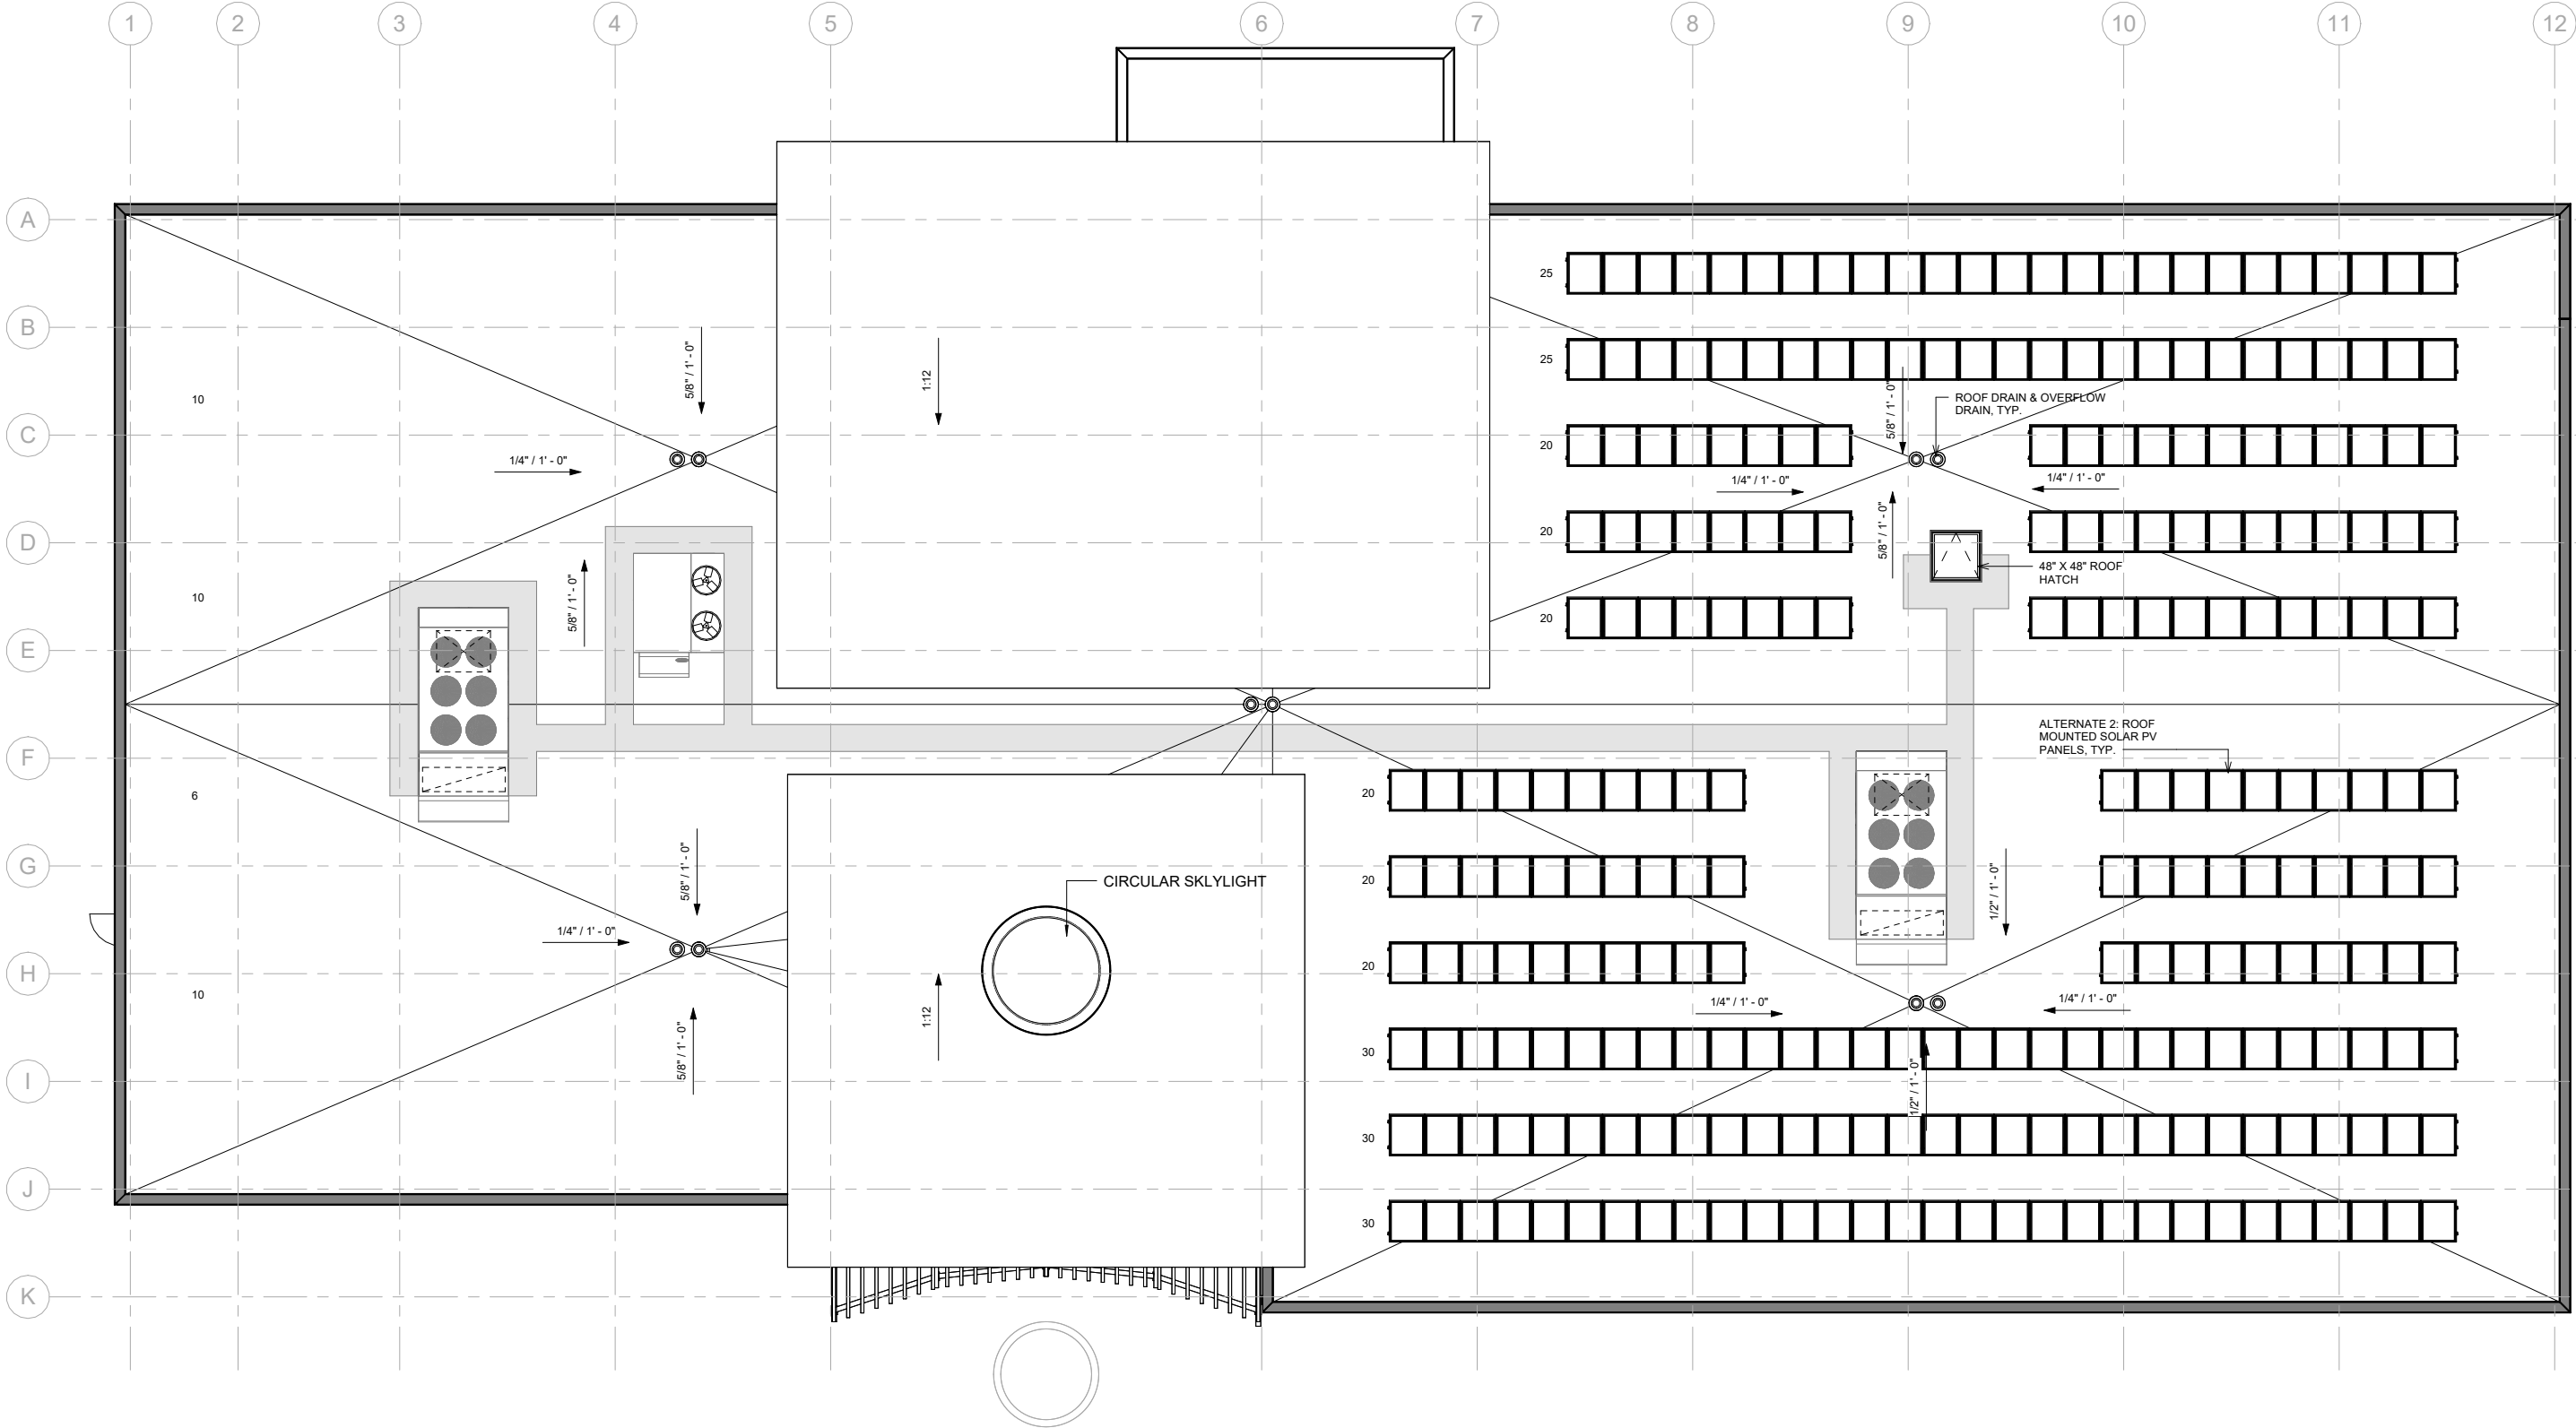 1
2
3
4
5
6
7
8
9
10
11
12
A
B
C
D
E
F
G
H
I
J
K
25
25
20
20
20
20
20
20
30
30
30
10
10
6
10
5/8" / 1' - 0"
1/4" / 1' - 0"
5/8" / 1' - 0"
1:12
5/8" / 1' - 0"
ROOF DRAIN & OVERFLOW
DRAIN, TYP.
1/4" / 1' - 0"
1/4" / 1' - 0"
5/8" / 1' - 0"
48" X 48" ROOF
HATCH
ALTERNATE 2: ROOF
MOUNTED SOLAR PV
PANELS, TYP.
5/8" / 1' - 0"
1/4" / 1' - 0"
5/8" / 1' - 0"
CIRCULAR SKLYLIGHT
1:12
1/2" / 1' - 0"
1/4" / 1' - 0"
1/4" / 1' - 0"
1/2" / 1' - 0"